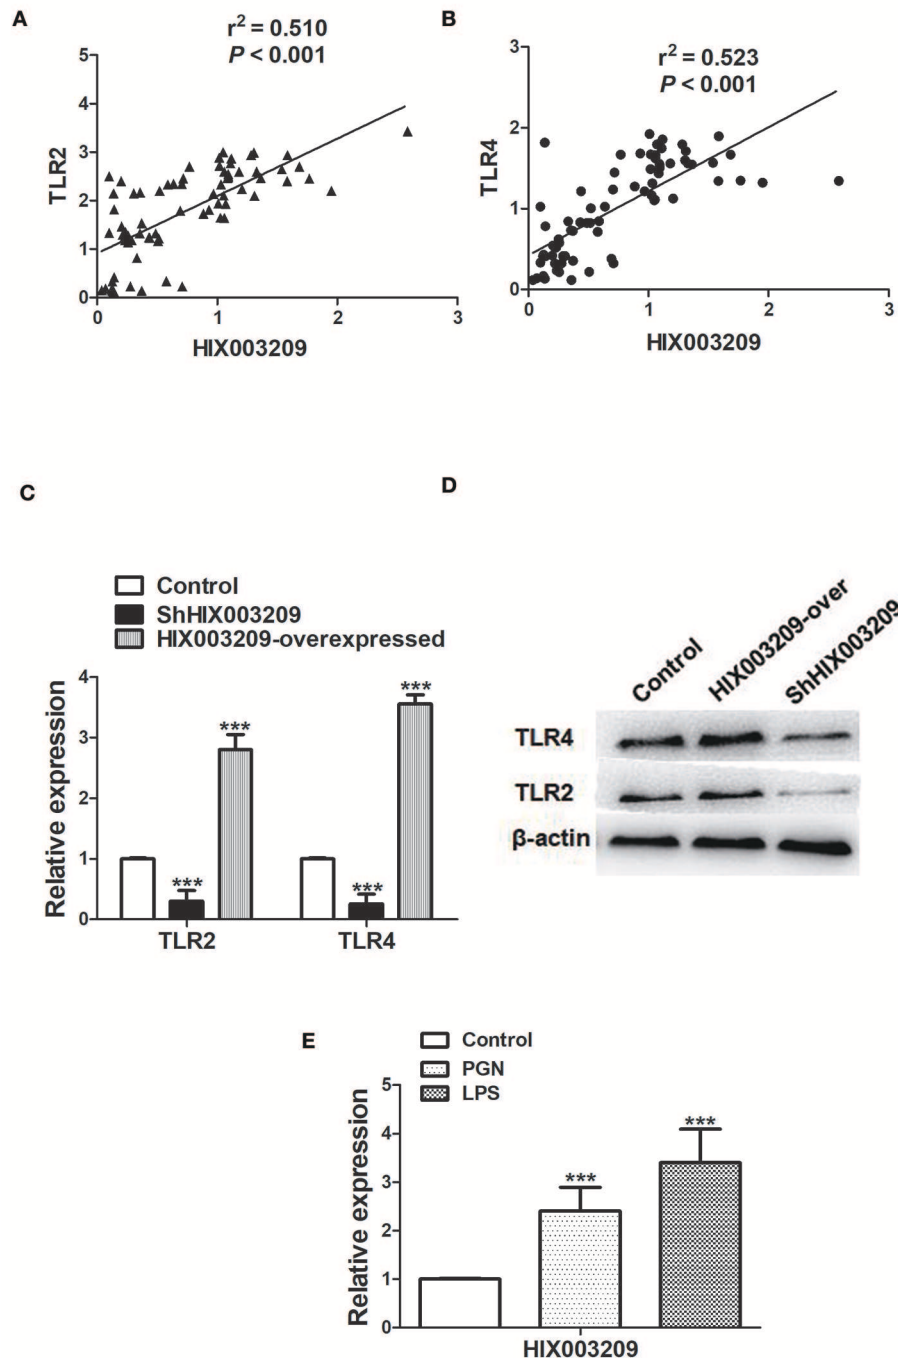 A
r² = 0.510
P < 0.001
TLR2
5
4
3
2
1
0
0 1 2 3
HIX003209
B
r² = 0.523
P < 0.001
TLR4
3
2
1
0
0 1 2 3
HIX003209
C
Control
ShHIX003209
HIX003209-overexpressed
Relative expression
4
3
2
1
0
***
***
***
***
TLR2 TLR4
D
Control
HIX003209-over
ShHIX003209
TLR4
TLR2
β-actin
E
Control
PGN
LPS
Relative expression
5
4
3
2
1
0
***
***
HIX003209